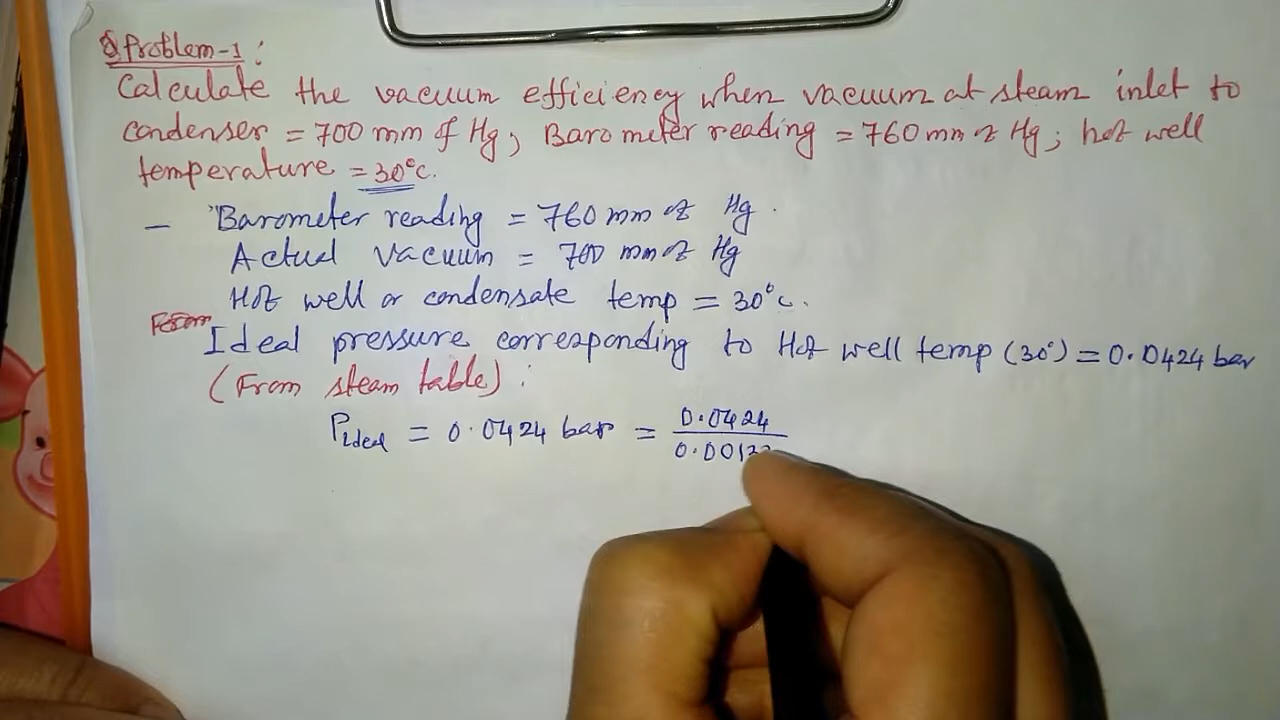 Problem-1:
Calculate the vacuum efficiency when vacuum at steam inlet to
condenser = 700 mm of Hg; Barometer reading = 760 mm of Hg; hot well
temperature = 30°c.
- Barometer reading = 760 mm of Hg.
Actual vacuum = 700 mm of Hg
Hot well or condensate temp = 30°c.
Ideal pressure corresponding to Hot well temp (30°) = 0.0424 bar
(From steam table):
Pideal = 0.0424 bar = 0.0424
0.00133